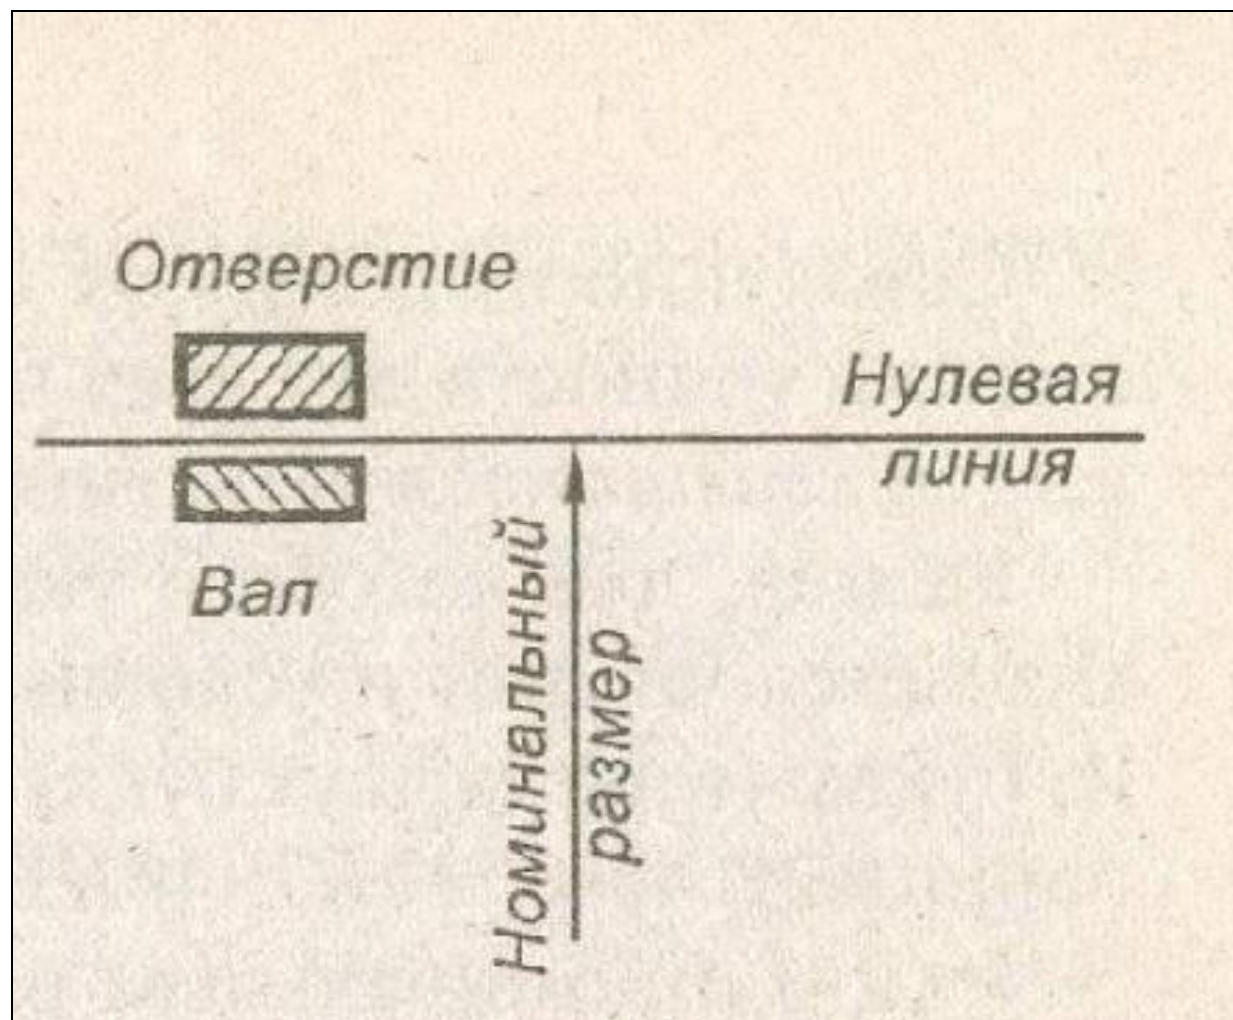 Отверстие
Нулевая
линия
Вал
Номинальный
размер